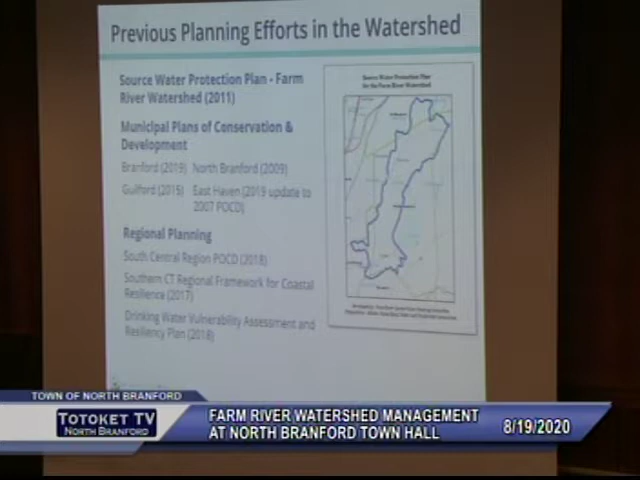 Previous Planning Efforts in the Watershed
Source Water Protection Plan - Farm
River Watershed (2011)
Source Water Protection Plan
for the Farm River Watershed
Municipal Plans of Conservation &
Development
Branford (2019) North Branford (2009)
Guilford (2015) East Haven (2019 update to
2007 POCD)
Regional Planning
South Central Region POCD (2018)
Southern CT Regional Framework for Coastal
Resilience (2017)
Drinking Water Vulnerability Assessment and
Resiliency Plan (2018)
TOWN OF NORTH BRANFORD
TOTOKET TV
NORTH BRANFORD
FARM RIVER WATERSHED MANAGEMENT
AT NORTH BRANFORD TOWN HALL
8/19/2020